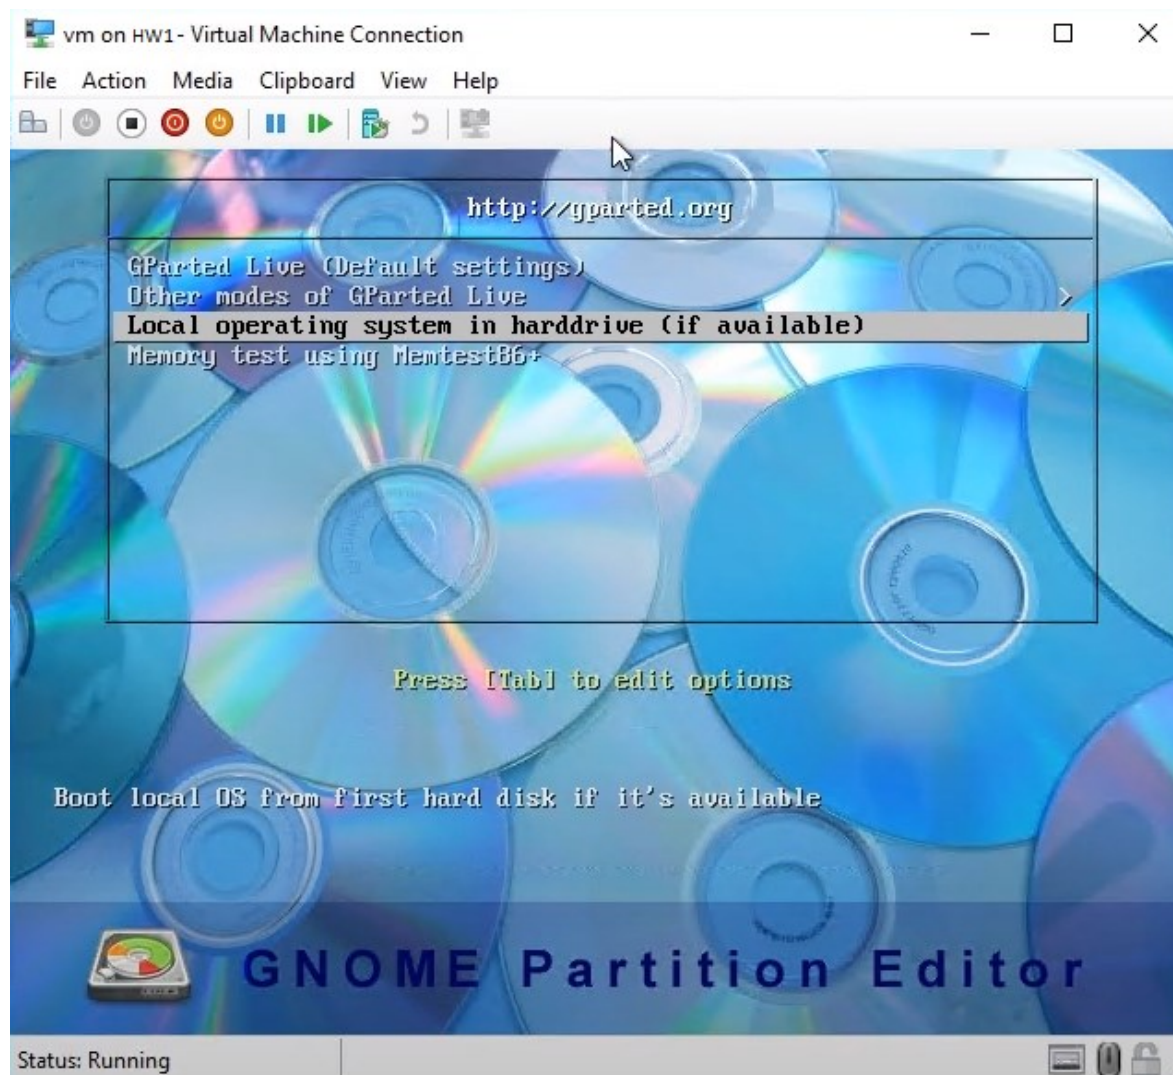 vm on HW1 - Virtual Machine Connection
File Action Media Clipboard View Help
http://gparted.org
GParted Live (Default settings)
Other modes of GParted Live >
Local operating system in harddrive (if available)
Memory test using Memtest86+
Press [Tab] to edit options
Boot local OS from first hard disk if it's available
GNOME Partition Editor
Status: Running